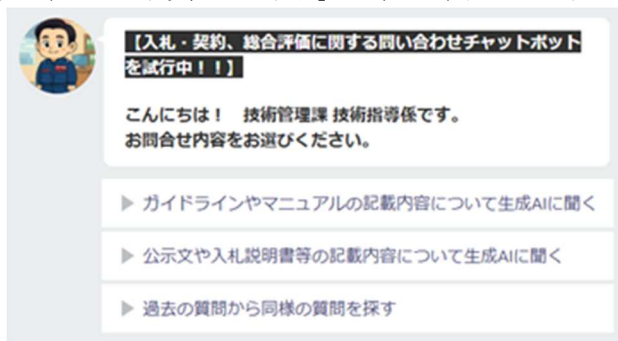 【入札・契約、総合評価に関する問い合わせチャットボット
を試行中！！】
こんにちは！　技術管理課 技術指導係です。
お問合せ内容をお選びください。
▶ ガイドラインやマニュアルの記載内容について生成AIに聞く
▶ 公示文や入札説明書等の記載内容について生成AIに聞く
▶ 過去の質問から同様の質問を探す